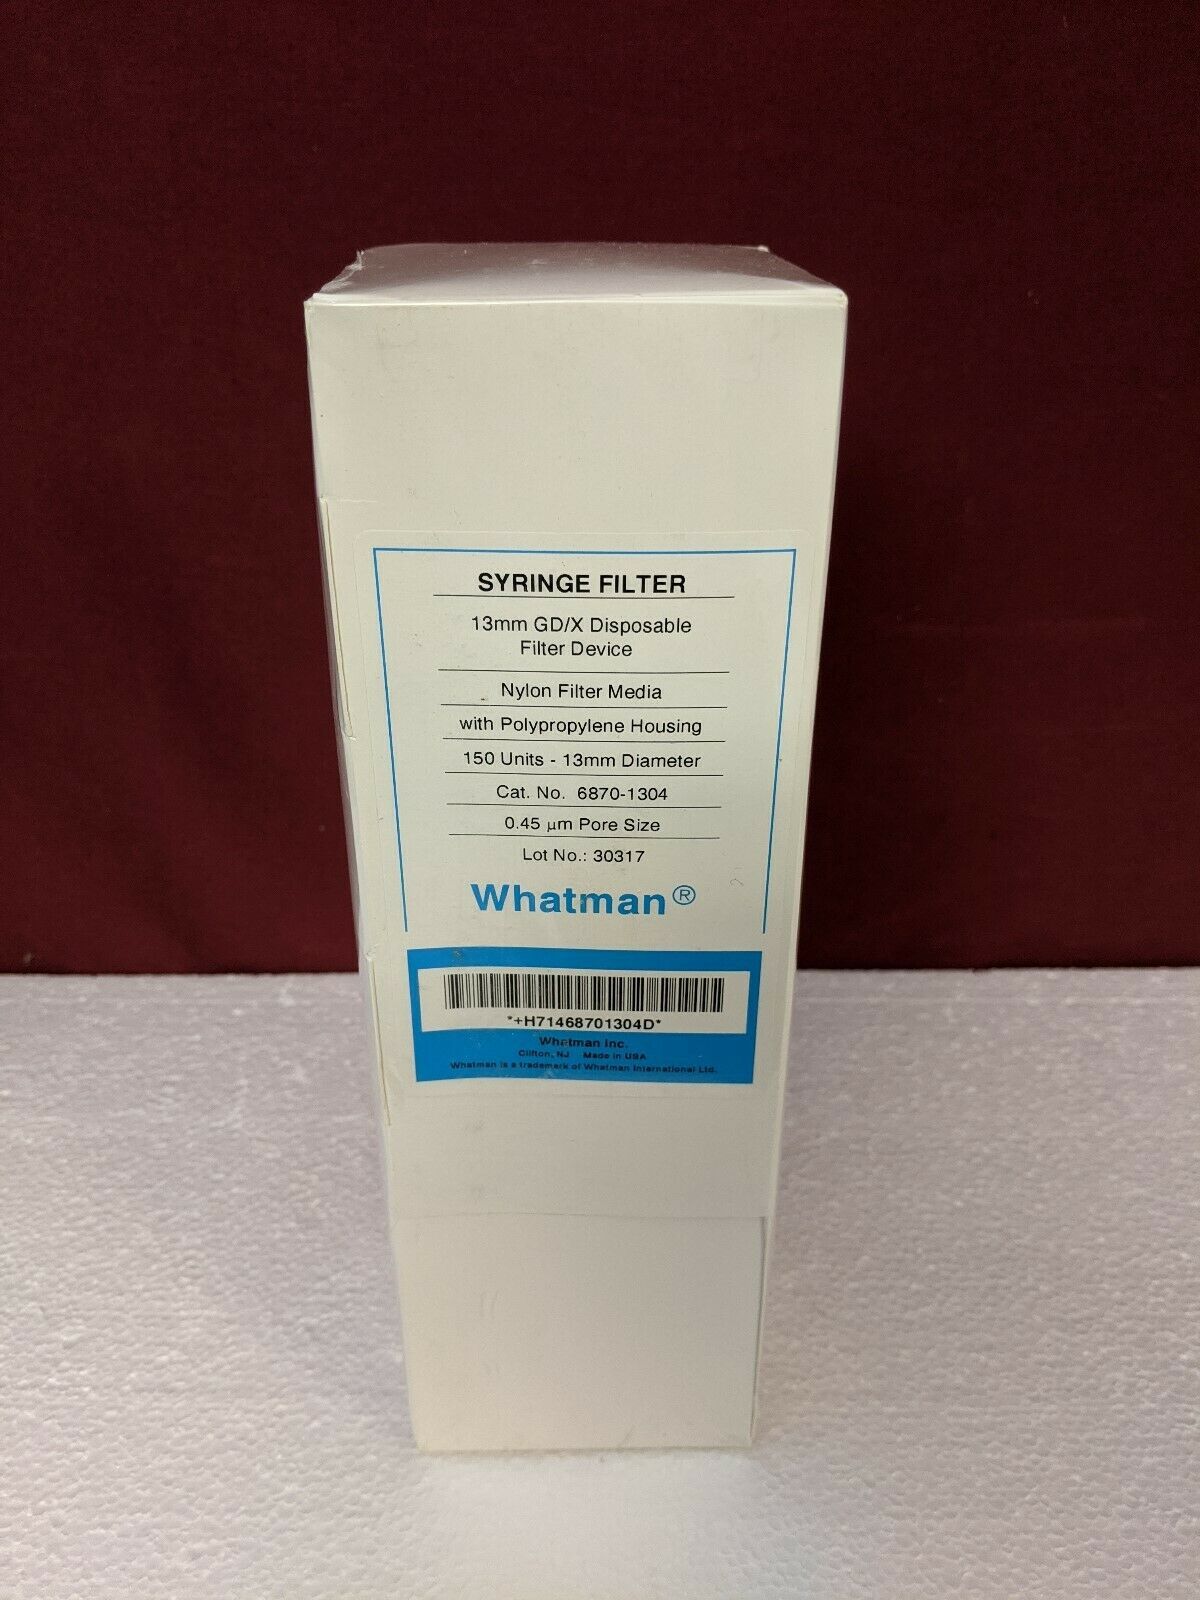 SYRINGE FILTER
13mm GD/X Disposable
Filter Device
Nylon Filter Media
with Polypropylene Housing
150 Units - 13mm Diameter
Cat. No. 6870-1304
0.45 µm Pore Size
Lot No.: 30317
Whatman®
*+H71468701304D*
Whatman Inc.
Clifton, NJ Made in USA
Whatman is a trademark of Whatman International Ltd.